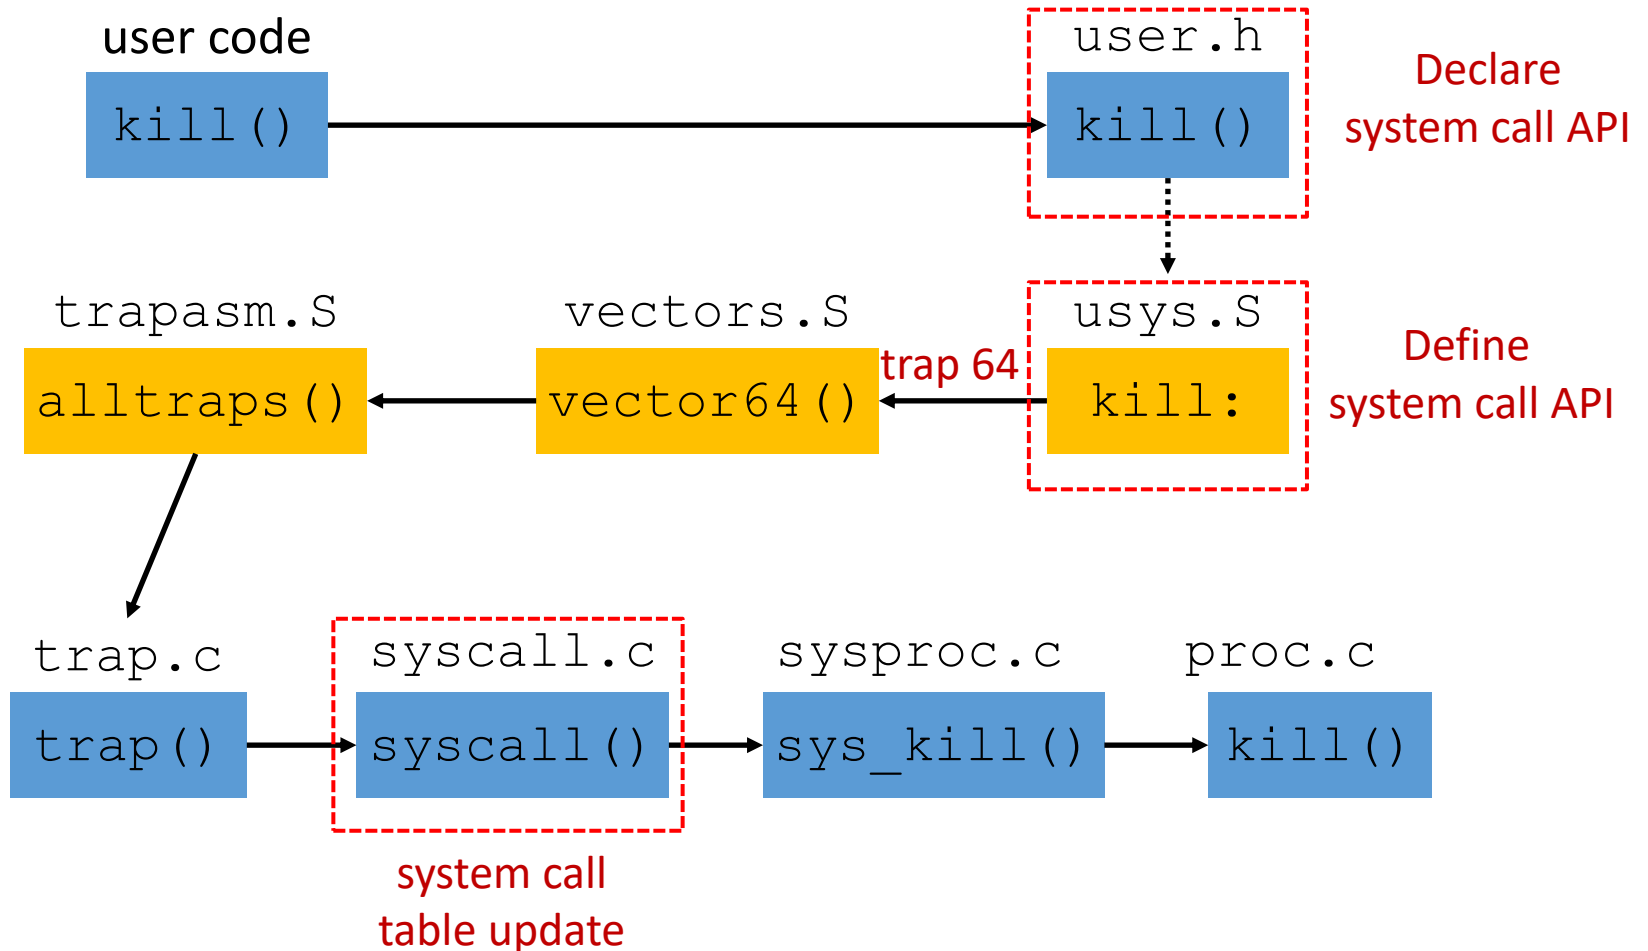 user code
kill()
user.h
kill()
Declare
system call API
trapasm.S
alltraps()
vectors.S
vector64()
trap 64
usys.S
kill:
Define
system call API
trap.c
trap()
syscall.c
syscall()
system call
table update
sysproc.c
sys_kill()
proc.c
kill()